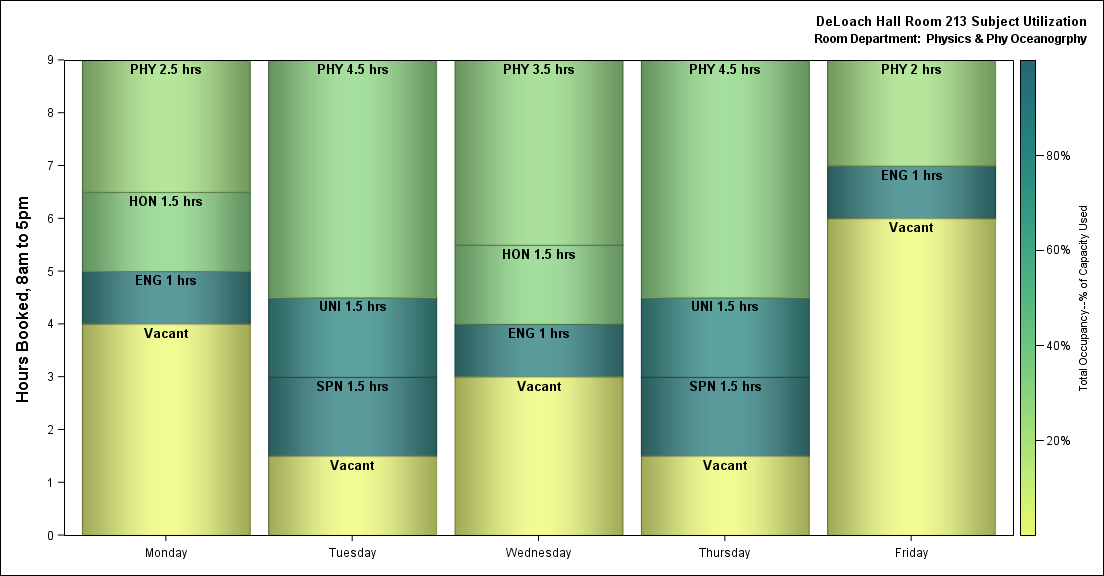 DeLoach Hall Room 213 Subject Utilization
Room Department:  Physics & Phy Oceanogrphy
Hours Booked, 8am to 5pm
9
8
7
6
5
4
3
2
1
0
PHY 2.5 hrs
HON 1.5 hrs
ENG 1 hrs
Vacant
PHY 4.5 hrs
UNI 1.5 hrs
SPN 1.5 hrs
Vacant
PHY 3.5 hrs
HON 1.5 hrs
ENG 1 hrs
Vacant
PHY 4.5 hrs
UNI 1.5 hrs
SPN 1.5 hrs
Vacant
PHY 2 hrs
ENG 1 hrs
Vacant
Monday
Tuesday
Wednesday
Thursday
Friday
80%
60%
40%
20%
Total Occupancy--% of Capacity Used